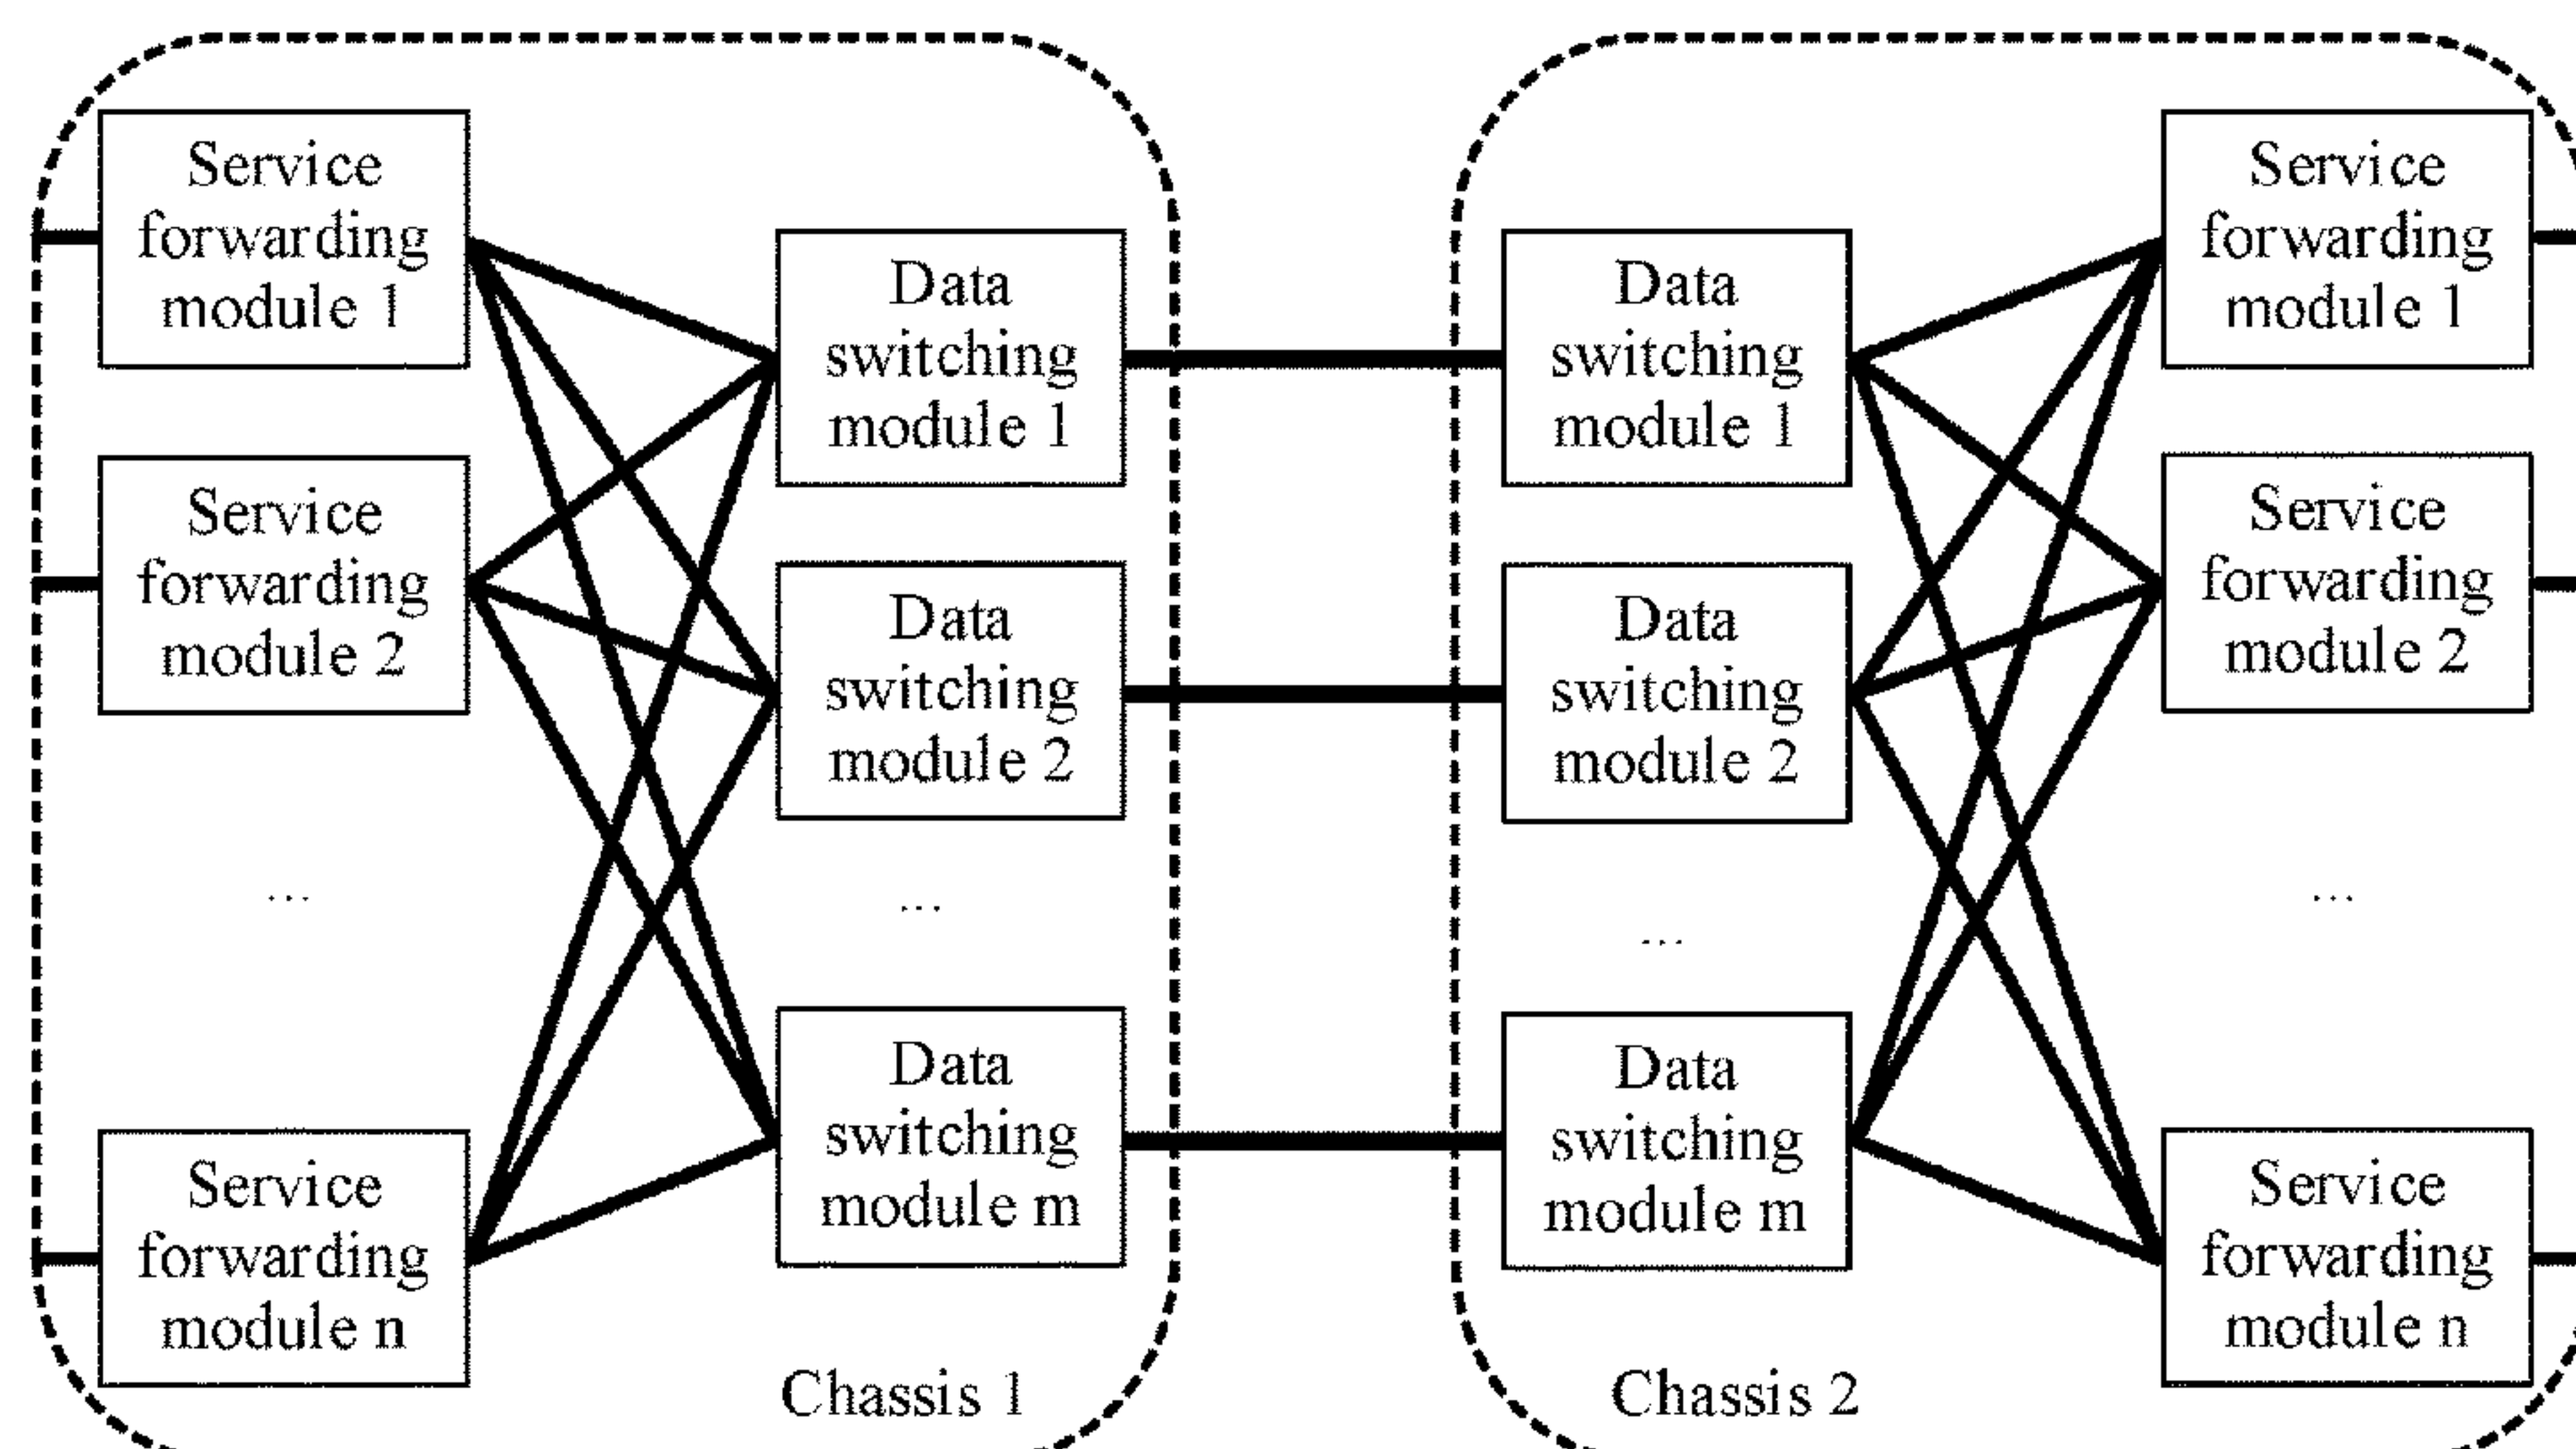 Service
forwarding
module 1
Service
forwarding
module 2
...
Service
forwarding
module n
Data
switching
module 1
Data
switching
module 2
...
Data
switching
module m
Chassis 1
Data
switching
module 1
Data
switching
module 2
...
Data
switching
module m
Chassis 2
Service
forwarding
module 1
Service
forwarding
module 2
...
Service
forwarding
module n